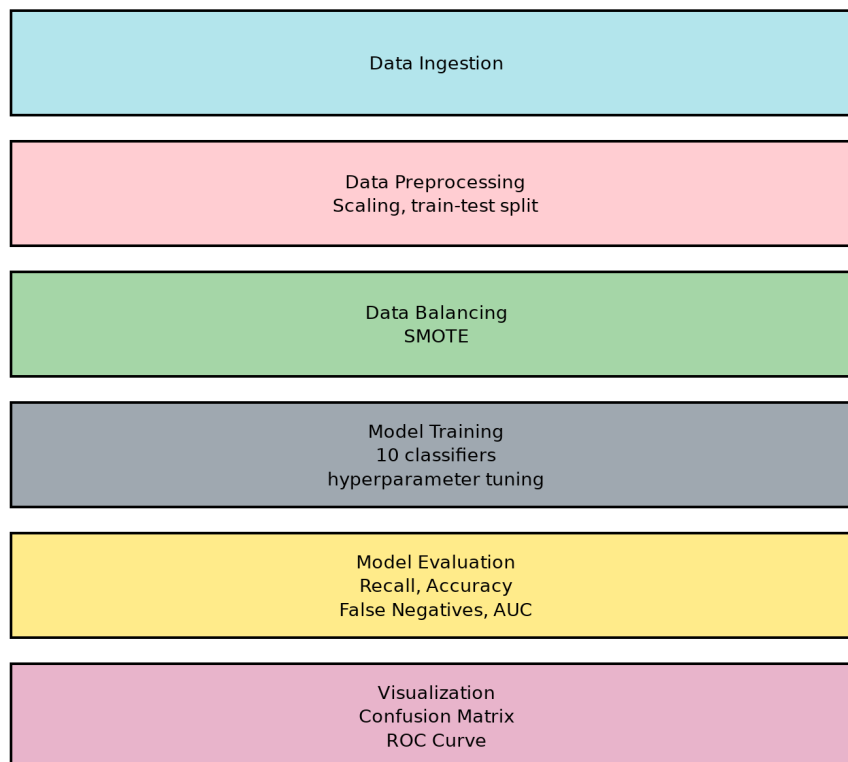 Data Ingestion
Data Preprocessing
Scaling, train-test split
Data Balancing
SMOTE
Model Training
10 classifiers
hyperparameter tuning
Model Evaluation
Recall, Accuracy
False Negatives, AUC
Visualization
Confusion Matrix
ROC Curve